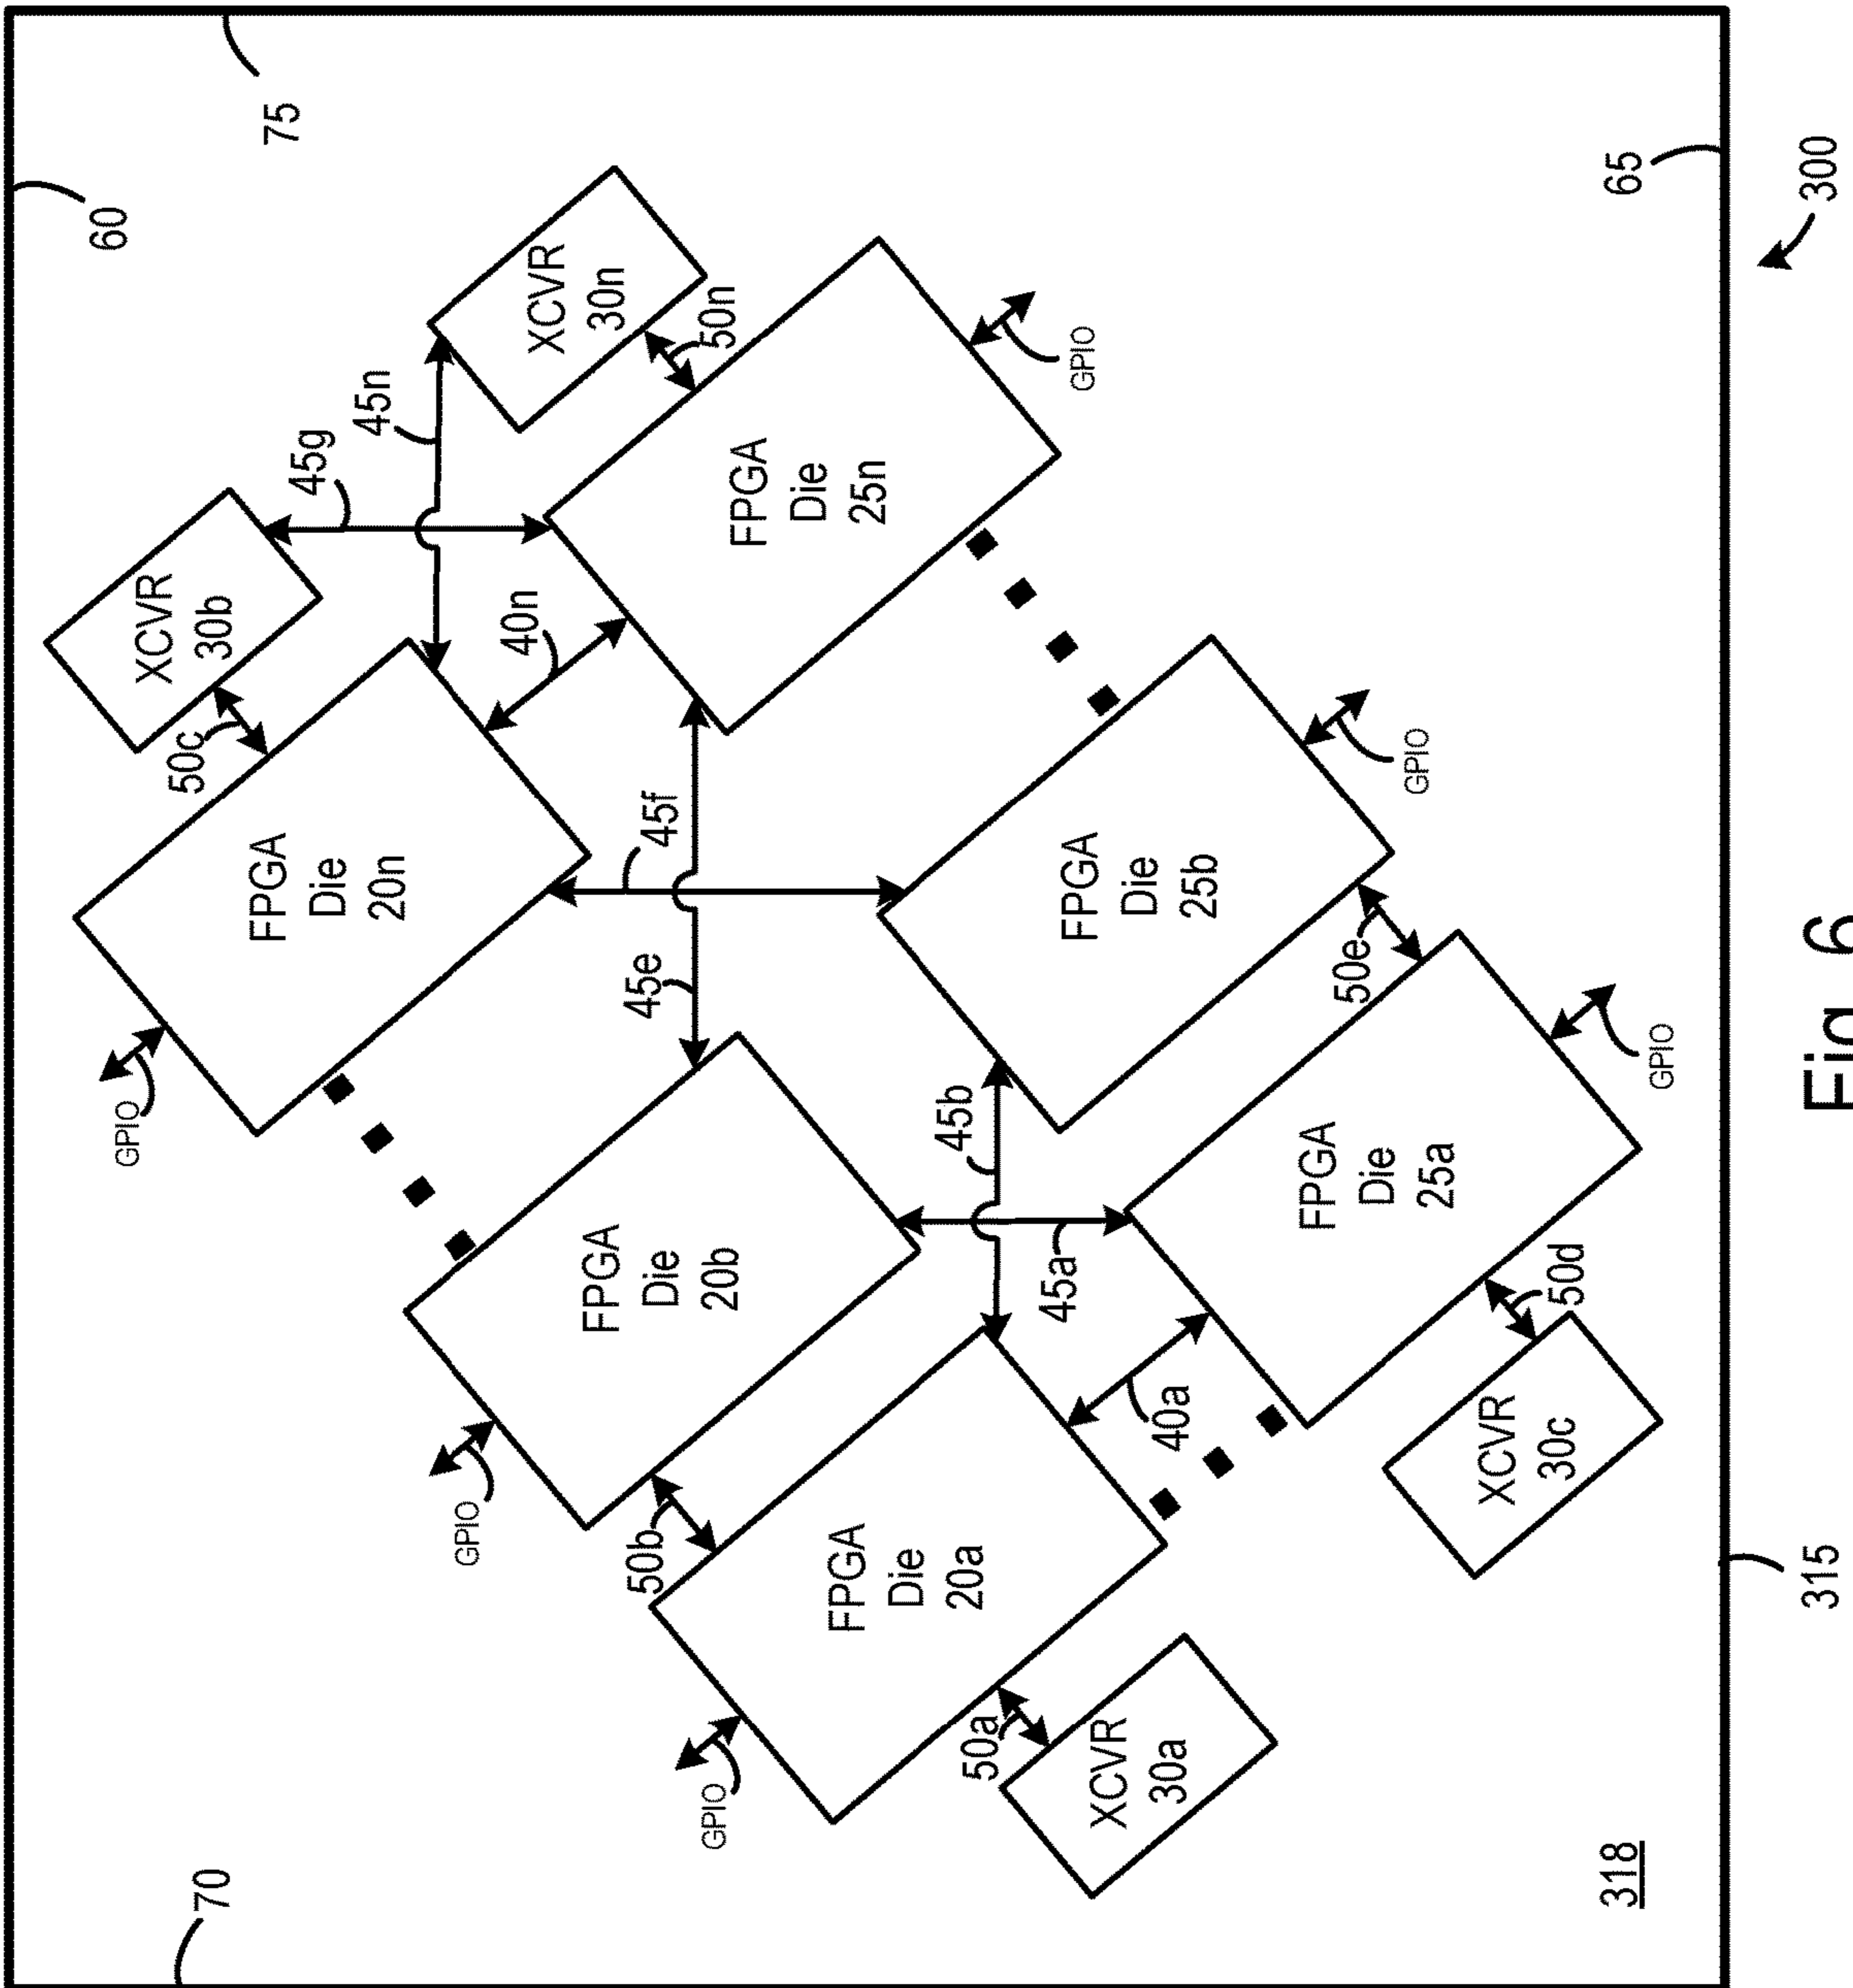 70
60
75
GPIO
XCVR
30b
50c
FPGA
Die
20n
45g
45n
GPIO
40n
XCVR
30n
FPGA
Die
20b
50b
45e
45f
GPIO
50n
FPGA
Die
25n
FPGA
Die
20a
45b
50a
45a
FPGA
Die
25b
GPIO
XCVR
30a
40a
FPGA
Die
25a
50e
GPIO
XCVR
30c
50d
318
65
GPIO
315
300
Fig 6